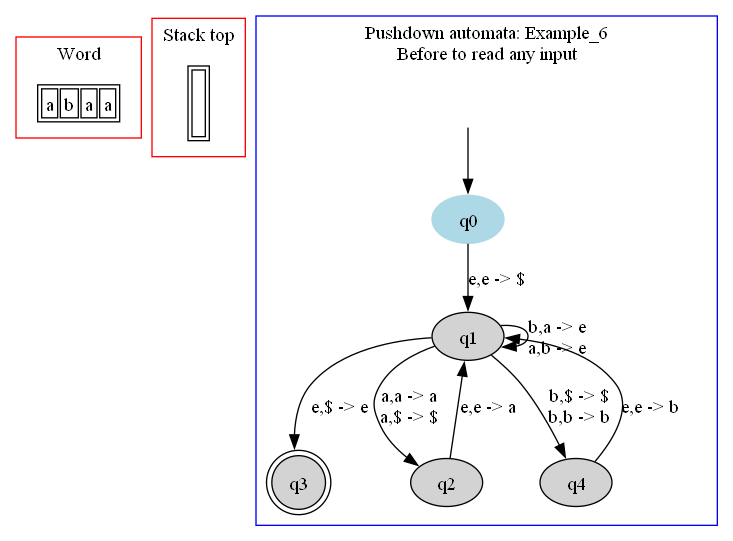 Word
a b a a
Stack top
Pushdown automata: Example_6
Before to read any input
q0
e,e -> $
q1
b,a -> e
a,b -> e
e,$ -> e
a,a -> a
a,$ -> $
e,e -> a
b,$ -> $
b,b -> b
e,e -> b
q3
q2
q4